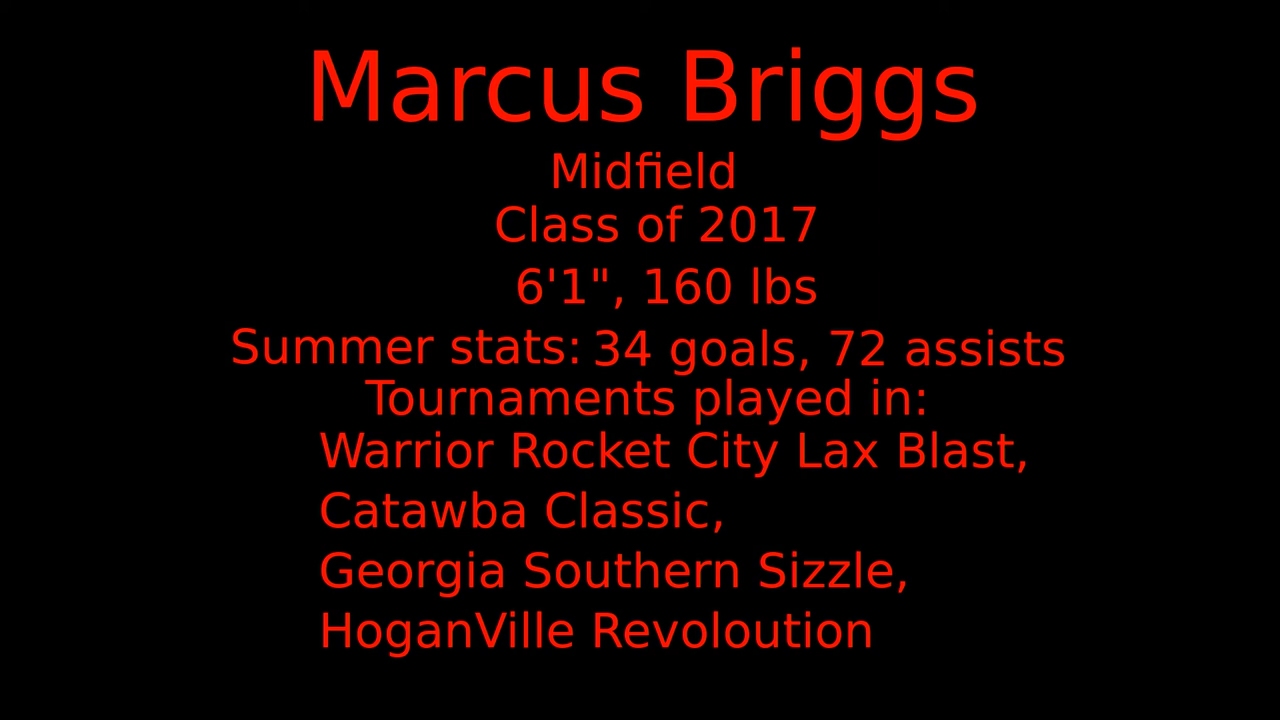 Marcus Briggs
Midfield
Class of 2017
6'1", 160 lbs
Summer stats: 34 goals, 72 assists
Tournaments played in:
Warrior Rocket City Lax Blast,
Catawba Classic,
Georgia Southern Sizzle,
HoganVille Revoloution